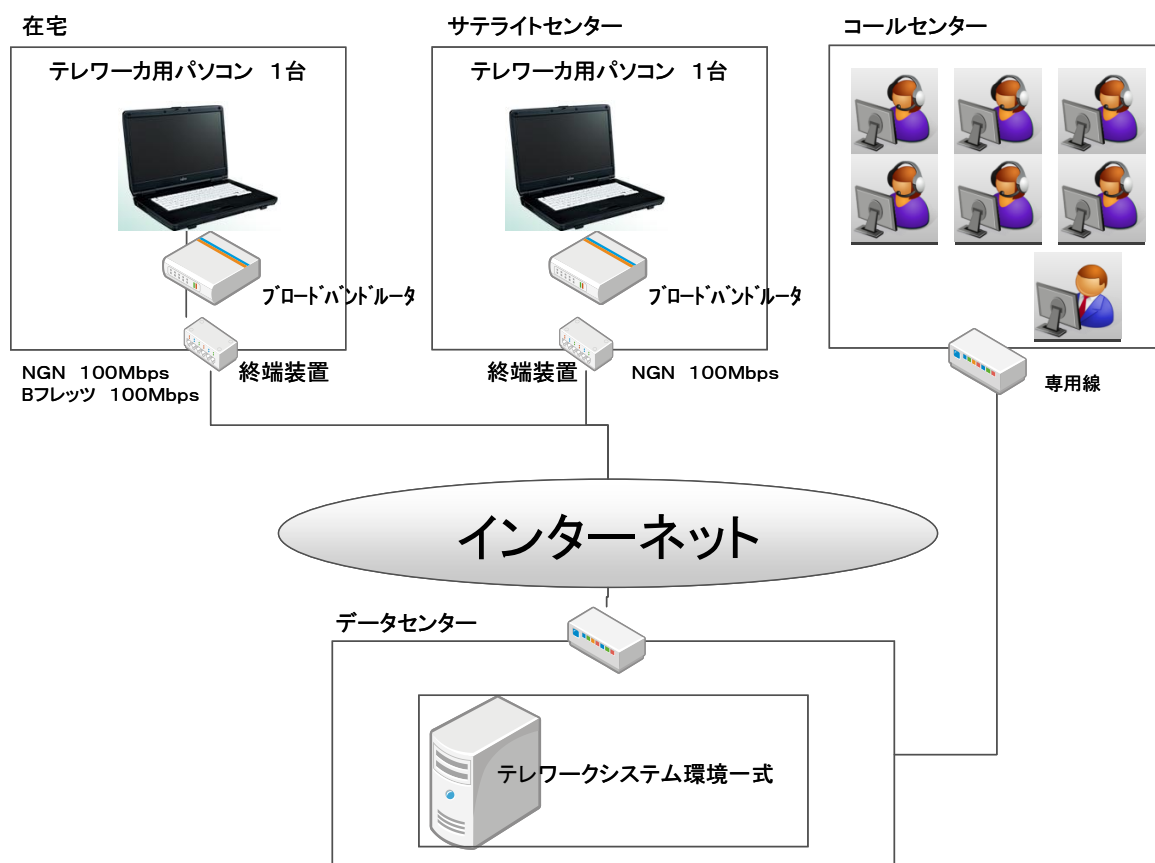 在宅
サテライトセンター
コールセンター
テレワーカ用パソコン　１台
テレワーカ用パソコン　１台
ﾌﾞﾛｰﾄﾞﾊﾞﾝﾄﾞﾙｰﾀ
ﾌﾞﾛｰﾄﾞﾊﾞﾝﾄﾞﾙｰﾀ
NGN　100Mbps
Bフレッツ　100Mbps
終端装置
終端装置
NGN　100Mbps
専用線
インターネット
データセンター
テレワークシステム環境一式